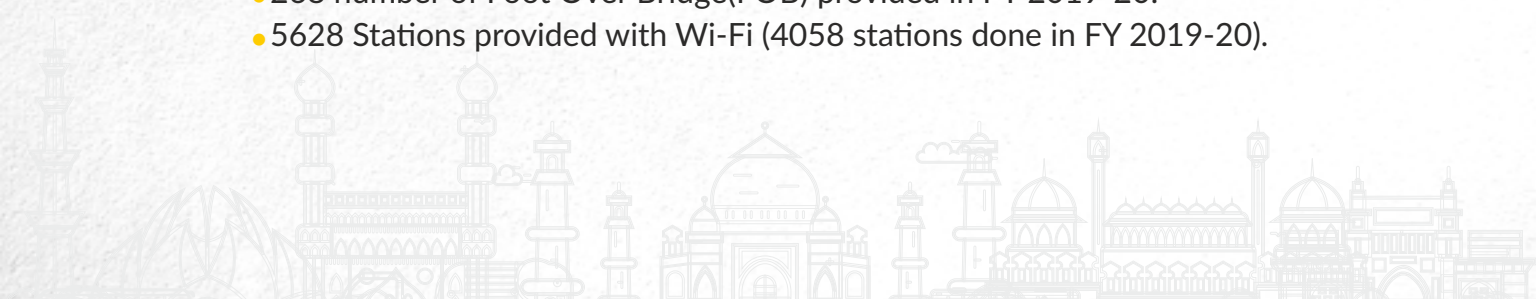 number of Foot Over Bridge(FOB) provided in FY 2019-20.
5628 Stations provided with Wi-Fi (4058 stations done in FY 2019-20).